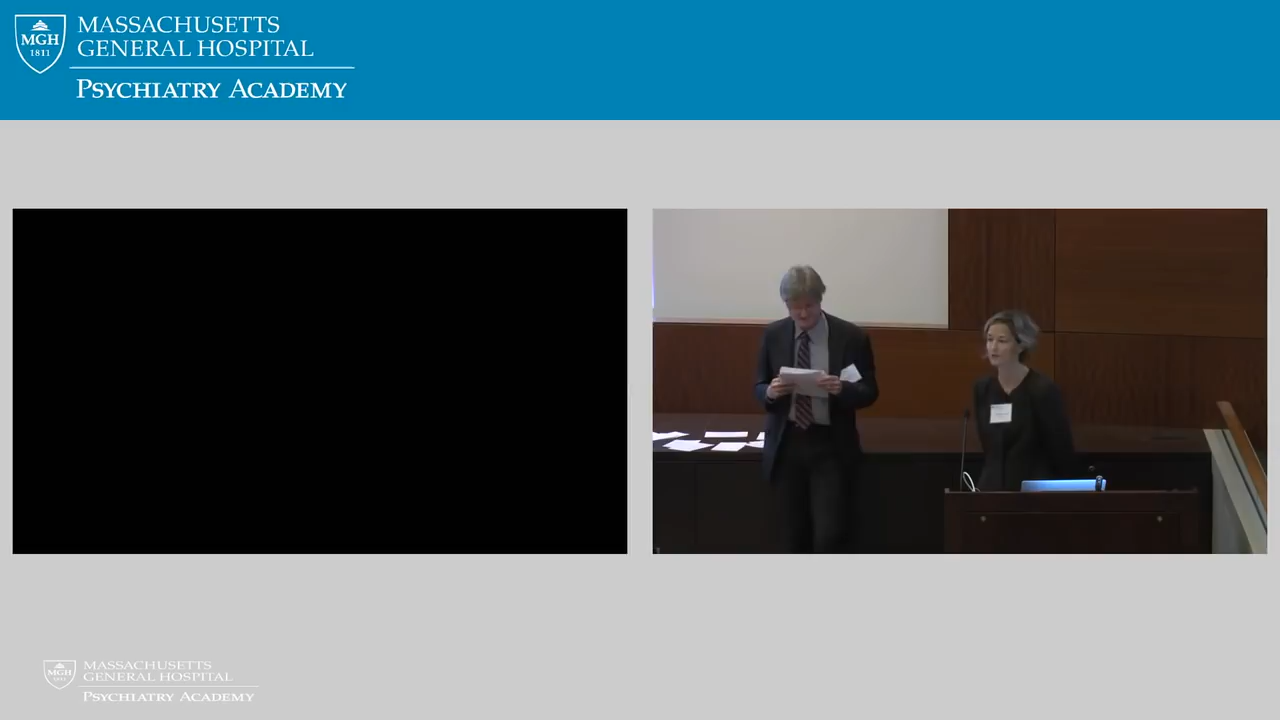 MASSACHUSETTS
GENERAL HOSPITAL
MGH
1811
PSYCHIATRY ACADEMY
MASSACHUSETTS
GENERAL HOSPITAL
MGH
1811
PSYCHIATRY ACADEMY